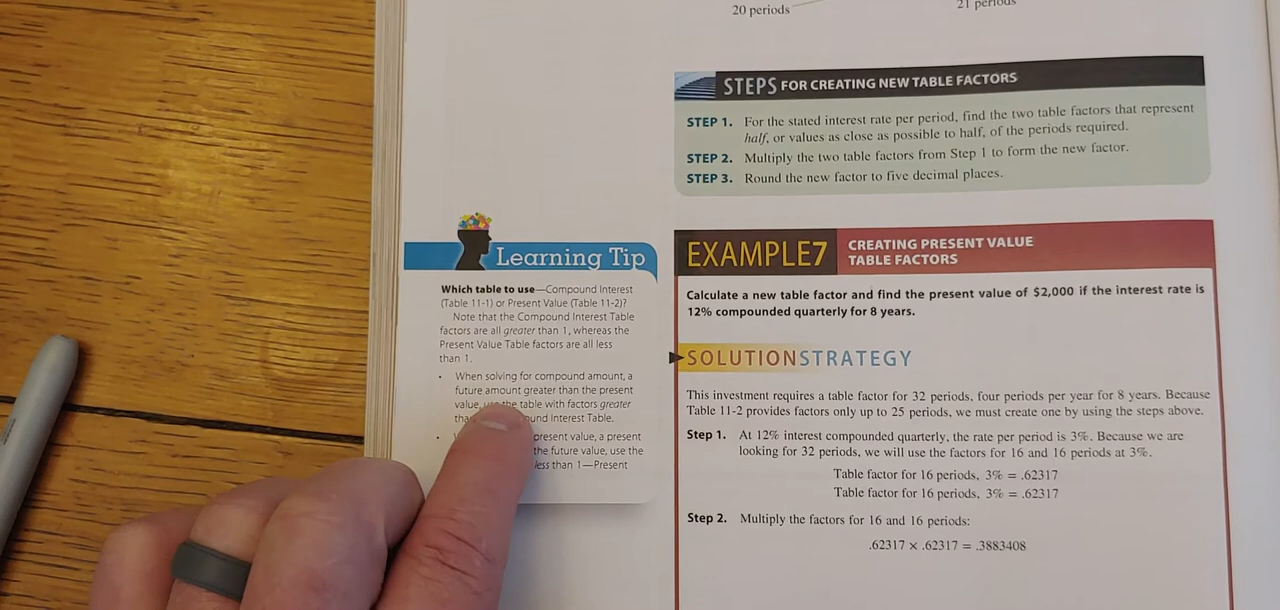 20 periods
21 periods
STEPS FOR CREATING NEW TABLE FACTORS
STEP 1. For the stated interest rate per period, find the two table factors that represent
half, or values as close as possible to half, of the periods required.
STEP 2. Multiply the two table factors from Step 1 to form the new factor.
STEP 3. Round the new factor to five decimal places.
Learning Tip
Which table to use—Compound Interest
(Table 11-1) or Present Value (Table 11-2)?
Note that the Compound Interest Table
factors are all greater than 1, whereas the
Present Value Table factors are all less
than 1.
• When solving for compound amount, a
future amount greater than the present
value, the table with factors greater
Interest Table.
• present value, a present
the future value, use the
less than 1—Present
EXAMPLE7 CREATING PRESENT VALUE
TABLE FACTORS
Calculate a new table factor and find the present value of $2,000 if the interest rate is
12% compounded quarterly for 8 years.
SOLUTIONSTRATEGY
This investment requires a table factor for 32 periods, four periods per year for 8 years. Because
Table 11-2 provides factors only up to 25 periods, we must create one by using the steps above.
Step 1. At 12% interest compounded quarterly, the rate per period is 3%. Because we are
looking for 32 periods, we will use the factors for 16 and 16 periods at 3%.
Table factor for 16 periods, 3% = .62317
Table factor for 16 periods, 3% = .62317
Step 2. Multiply the factors for 16 and 16 periods:
.62317 × .62317 = .3883408